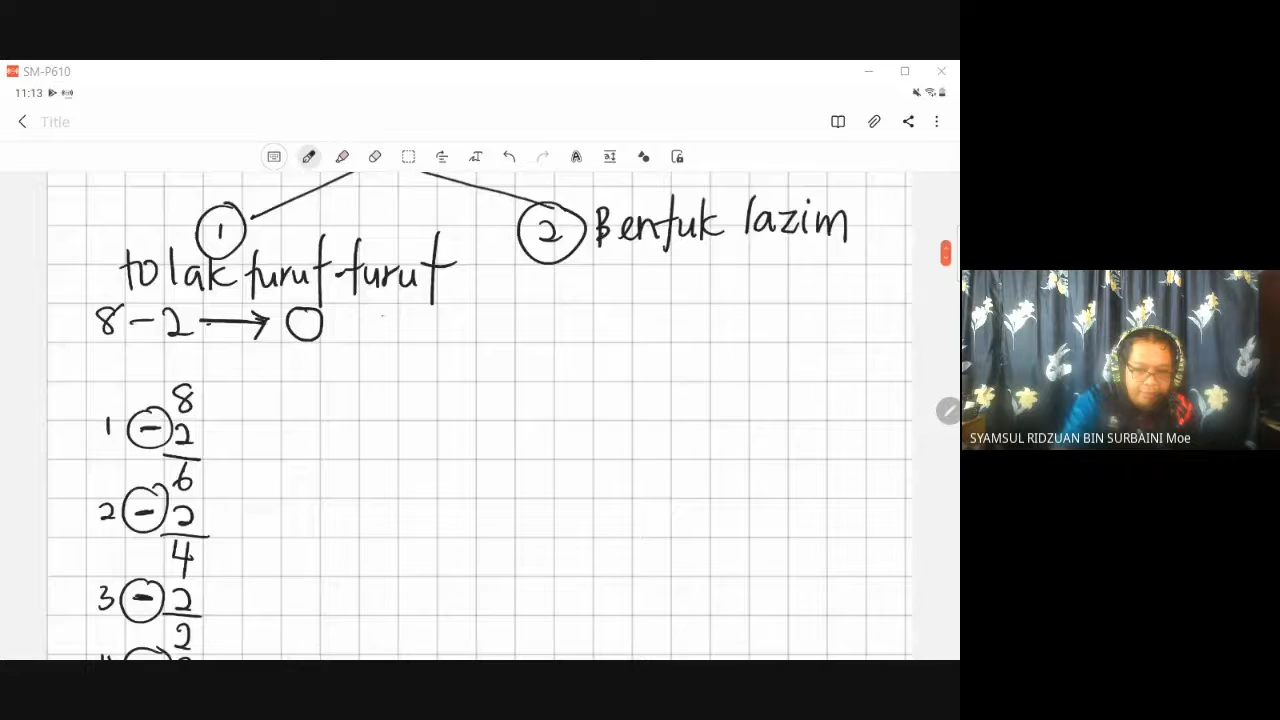 SM-P610
11:13
Title
1
tolak turut-turut
8 - 2 → 0
2 Bentuk lazim
8
1 - 2
6
2 - 2
4
3 - 2
2
SYAMSUL RIDZUAN BIN SURBAINI Moe